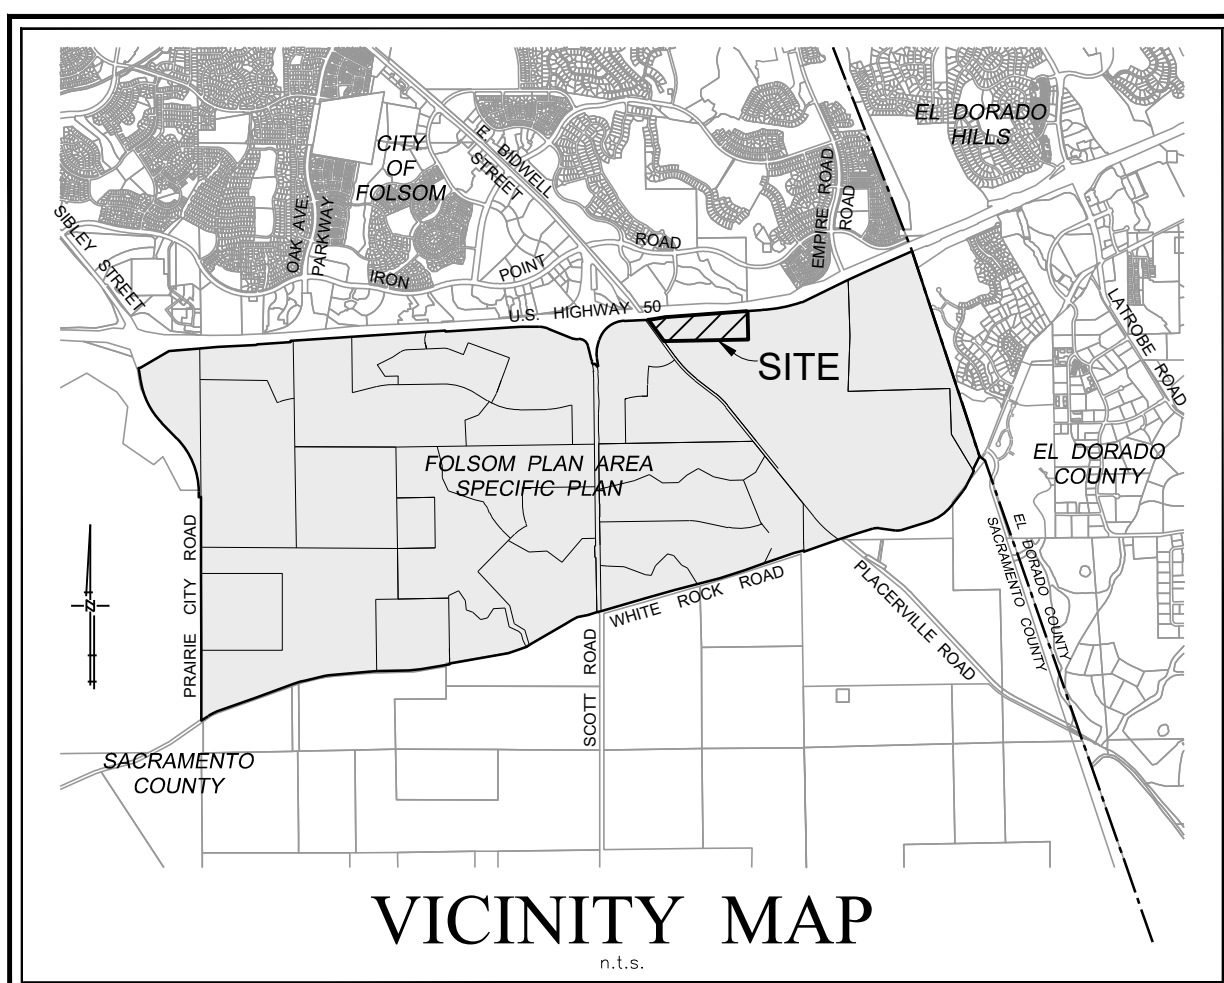 EL DORADO
HILLS
CITY
OF
FOLSOM
E. BIDWELL
STREET
SIBLEY
STREET
OAK AVE.
PARKWAY
EMPIRE ROAD
ROAD
IRON
POINT
ROAD
U.S. HIGHWAY 50
LATROBE ROAD
SITE
FOLSOM PLAN AREA
SPECIFIC PLAN
EL DORADO
COUNTY
PRAIRIE CITY ROAD
N
WHITE ROCK ROAD
SCOTT ROAD
PLACERVILLE ROAD
EL DORADO COUNTY
SACRAMENTO COUNTY
SACRAMENTO
COUNTY
VICINITY MAP
n.t.s.